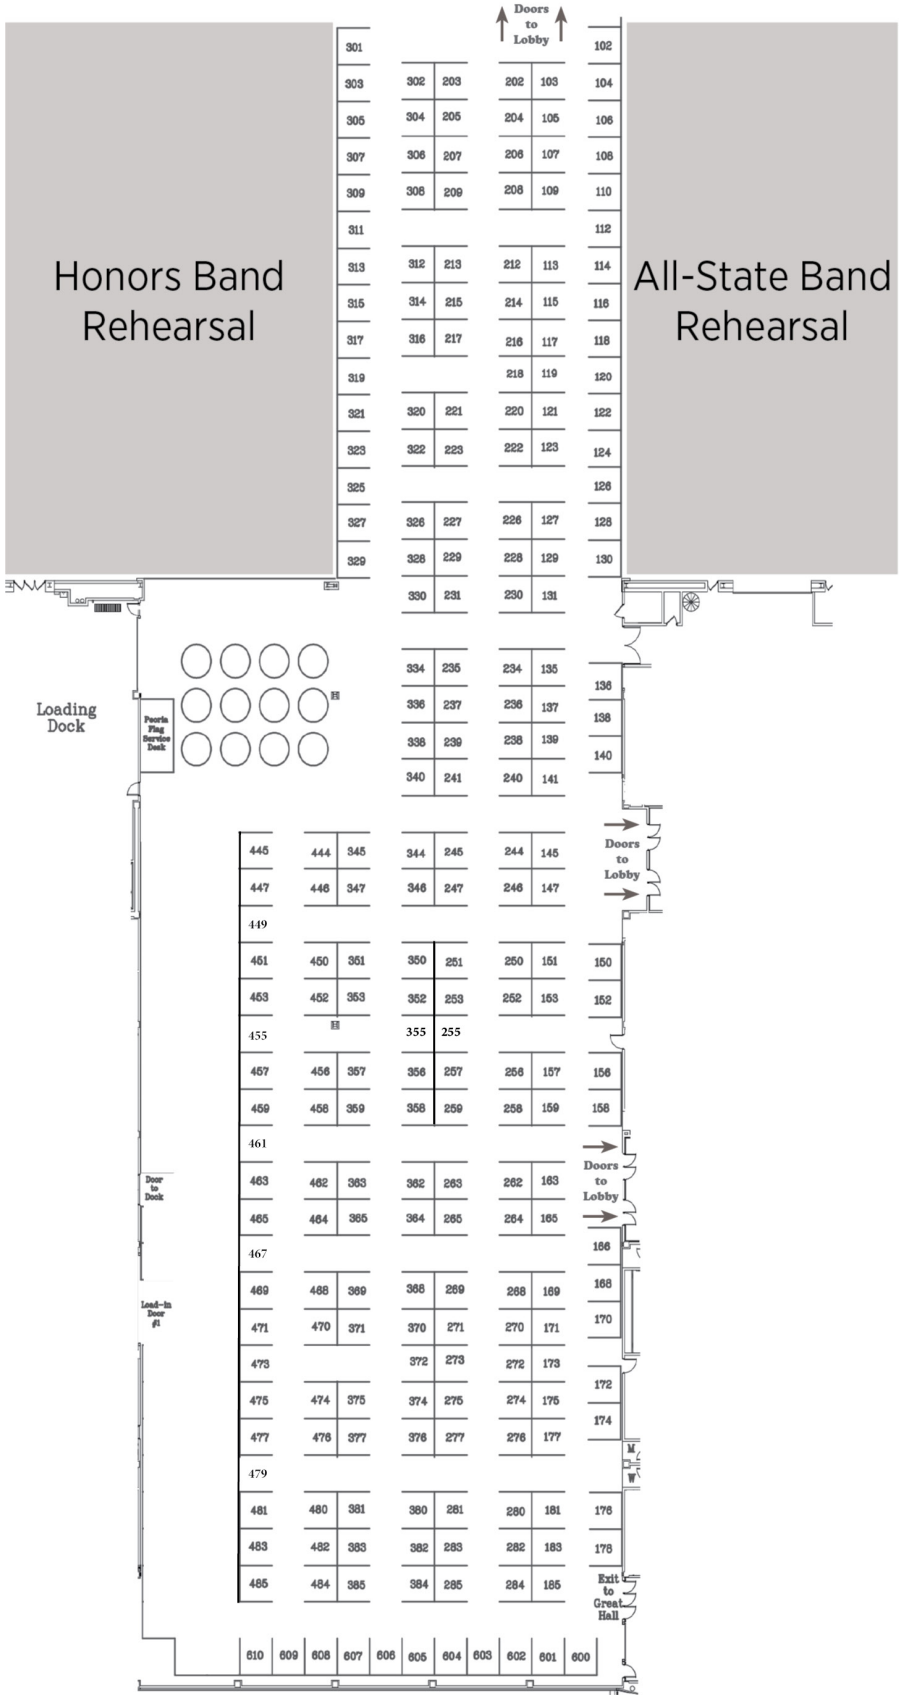 Doors
to
Lobby
301 102
302 203 202 103
303 104
304 205 204 105
305 106
306 207 206 107
307 108
308 209 208 109
309 110
311 112
312 213 212 113
313 114
Honors Band
Rehearsal
All-State Band
Rehearsal
315 314 215 214 115 116
317 316 217 216 117 118
319 218 119 120
321 320 221 220 121 122
323 322 223 222 123 124
325 126
327 326 227 226 127 128
329 328 229 228 129 130
330 231 230 131
334 235 234 135
136
336 237 236 137
Loading
Dock
Peoria
Flag
Service
Desk
138
338 239 238 139
140
340 241 240 141
Doors
to
Lobby
445 444 345 344 245 244 145
447 446 347 346 247 246 147
449
451 450 351 350 251 250 151 150
453 452 353 352 253 252 153 152
455 H 355 255
457 456 357 356 257 256 157 156
459 458 359 358 259 258 159 158
461
Doors
to
Lobby
Door
to
Dock
463 462 363 362 263 262 163
465 464 365 364 265 264 165
467 166
469 468 369 368 269 268 169 168
Load-in
Door
#1
471 470 371 370 271 270 171 170
473 372 273 272 173
172
475 474 375 374 275 274 175
174
477 476 377 376 277 276 177
M
479 W
481 480 381 380 281 280 181 176
483 482 383 382 283 282 183 178
485 484 385 384 285 284 185
Exit
to
Great
Hall
610 609 608 607 606 605 604 603 602 601 600